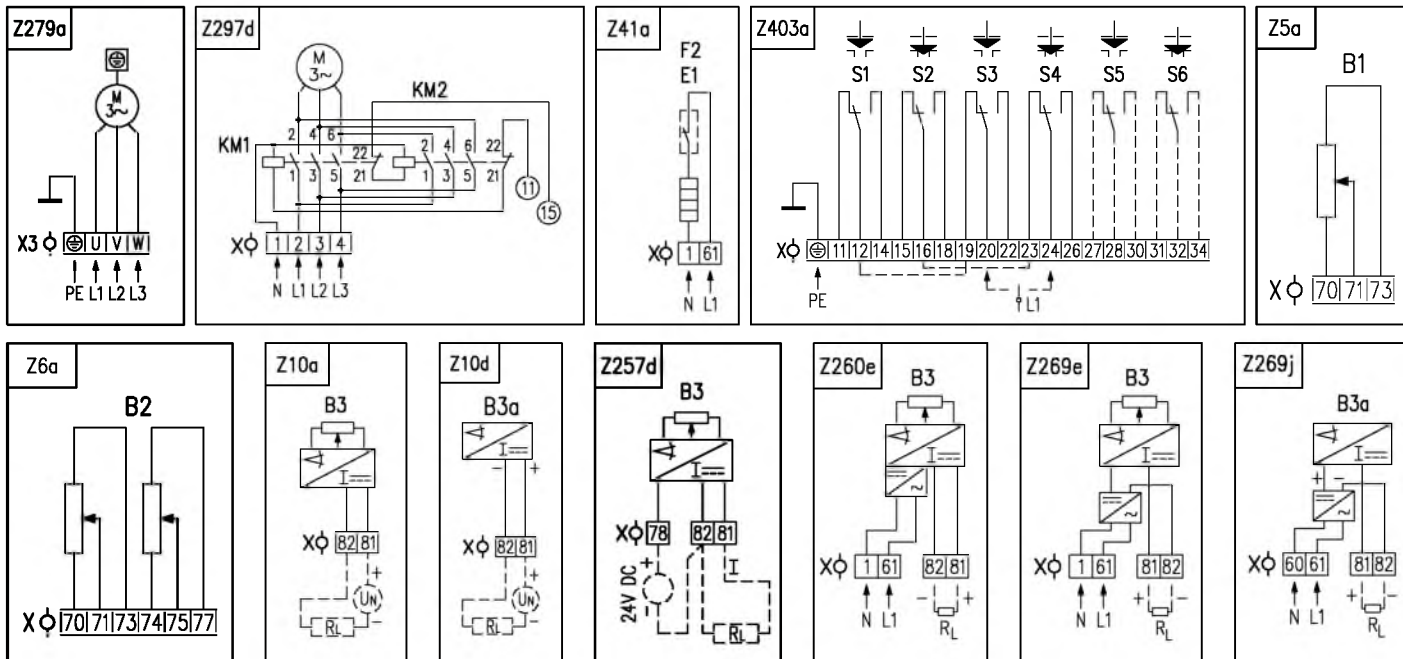 Z279a
M
3~
X3 U V W
PE L1 L2 L3
Z297d
M
3~
KM2
KM1
2 4 6 22 2 4 6 22
1 3 5 21 1 3 5 21
11
15
X 1 2 3 4
N L1 L2 L3
Z41a
F2
E1
X 1 61
N L1
Z403a
S1 S2 S3 S4 S5 S6
X 11 12 14 15 16 18 19 20 22 23 24 26 27 28 30 31 32 34
PE L1
Z5a
B1
X 70 71 73
Z6a
B2
X 70 71 73 74 75 77
Z10a
B3
I
X 82 81
+
UN
RL −
Z10d
B3a
I
− +
X 82 81
+
UN
RL −
Z257d
B3
I
X 78 82 81
+ I
24V DC
−
RL
Z260e
B3
I
~
X 1 61 82 81
− +
N L1 RL
Z269e
B3
I
~
X 1 61 81 82
+ −
N L1 RL
Z269j
B3a
I
+ −
~
X 60 61 81 82
+ −
N L1 RL